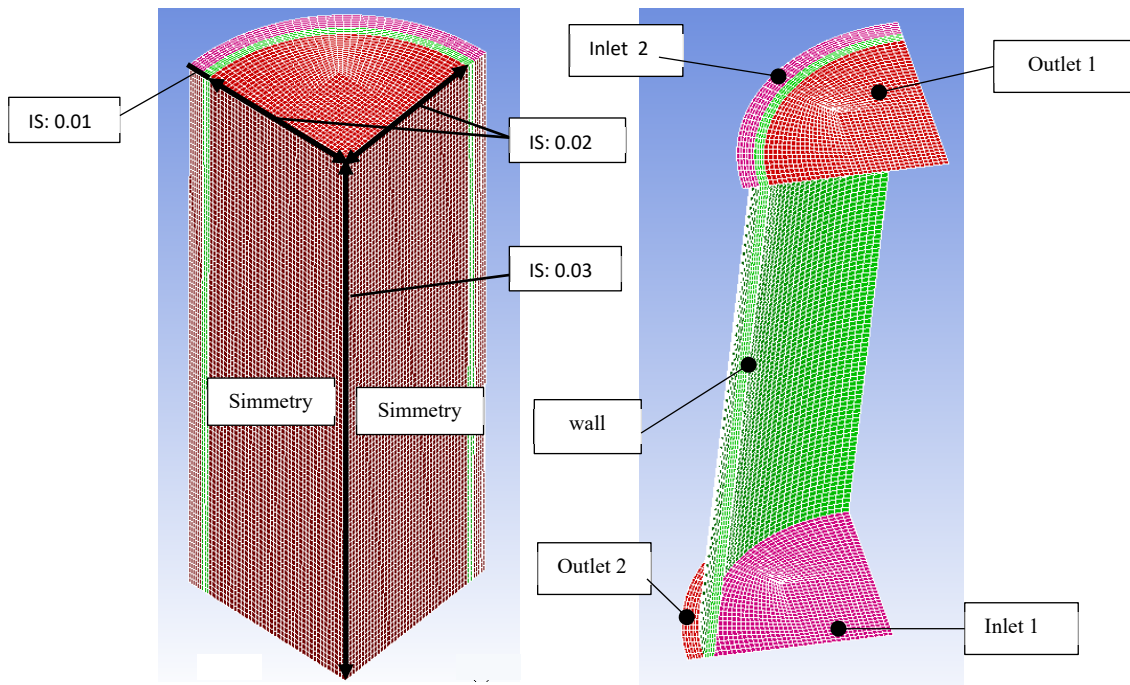 IS: 0.01
IS: 0.02
IS: 0.03
Simmetry
Simmetry
Inlet 2
Outlet 1
wall
Outlet 2
Inlet 1